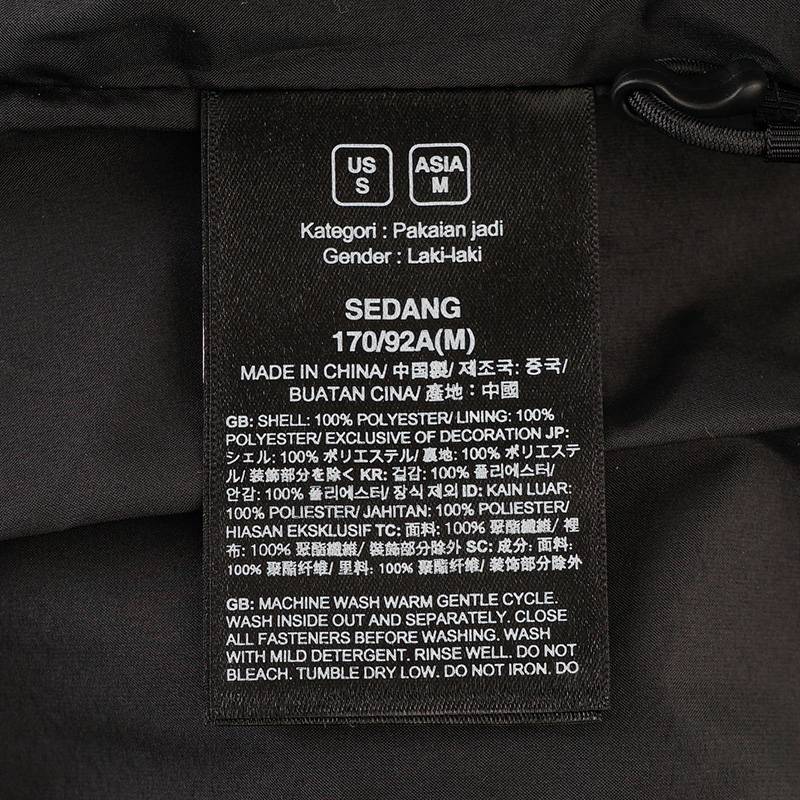 US
S
ASIA
M
Kategori : Pakaian jadi
Gender : Laki-laki
SEDANG
170/92A(M)
MADE IN CHINA/ 中国製/ 제조국: 중국/
BUATAN CINA/ 產地：中國
GB: SHELL: 100% POLYESTER/ LINING: 100%
POLYESTER/ EXCLUSIVE OF DECORATION JP:
シェル: 100% ポリエステル/ 裏地: 100% ポリエステ
ル/ 装飾部分を除く KR: 겉감: 100% 폴리에스터/
안감: 100% 폴리에스터/ 장식 제외 ID: KAIN LUAR:
100% POLIESTER/ JAHITAN: 100% POLIESTER/
HIASAN EKSKLUSIF TC: 面料: 100% 聚酯纖維/ 裡
布: 100% 聚酯纖維/ 裝飾部分除外 SC: 成分: 面料:
100% 聚酯纤维/ 里料: 100% 聚酯纤维/ 装饰部分除外
GB: MACHINE WASH WARM GENTLE CYCLE.
WASH INSIDE OUT AND SEPARATELY. CLOSE
ALL FASTENERS BEFORE WASHING. WASH
WITH MILD DETERGENT. RINSE WELL. DO NOT
BLEACH. TUMBLE DRY LOW. DO NOT IRON. DO